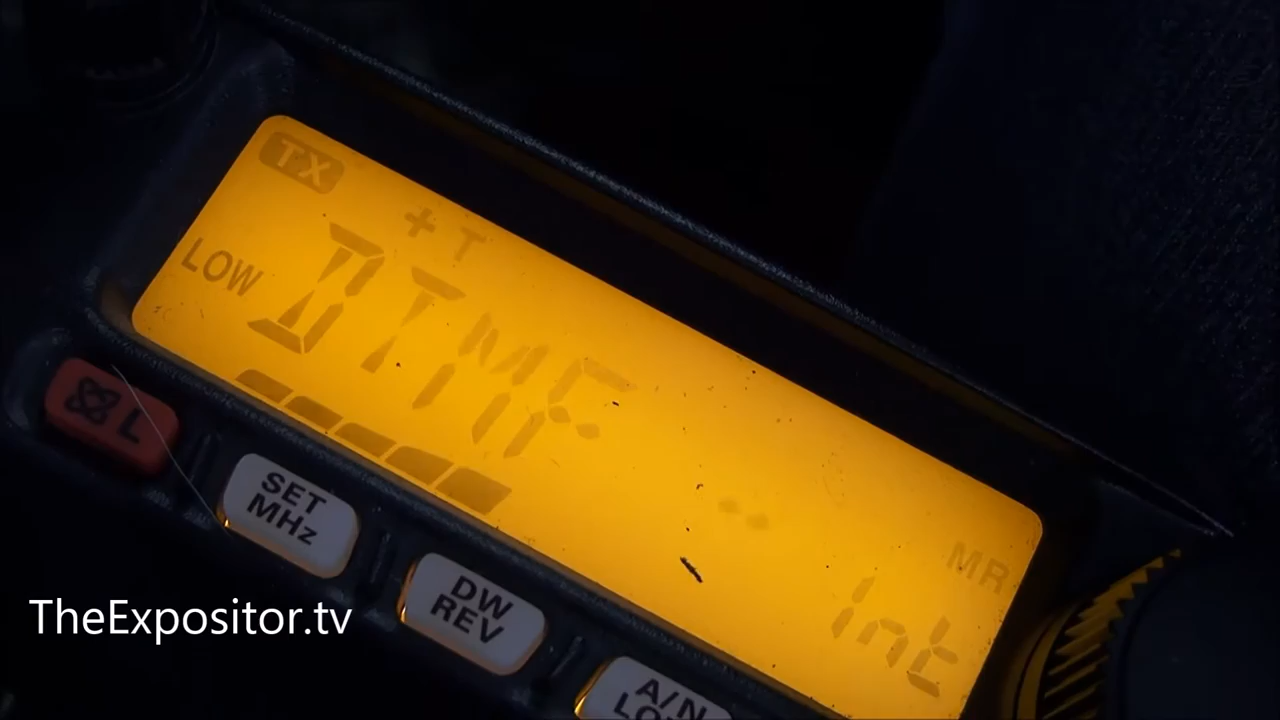 TX
+ T
LOW
DTMF
--
MR
Int
L
SET
MHz
DW
REV
A/N
TheExpositor.tv